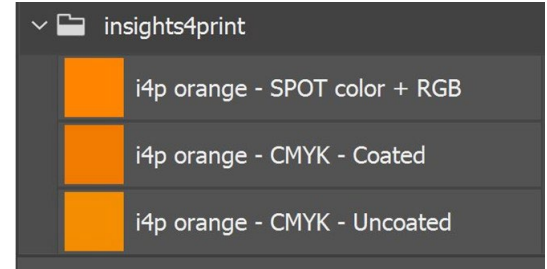 insights4print
i4p orange - SPOT color + RGB
i4p orange - CMYK - Coated
i4p orange - CMYK - Uncoated